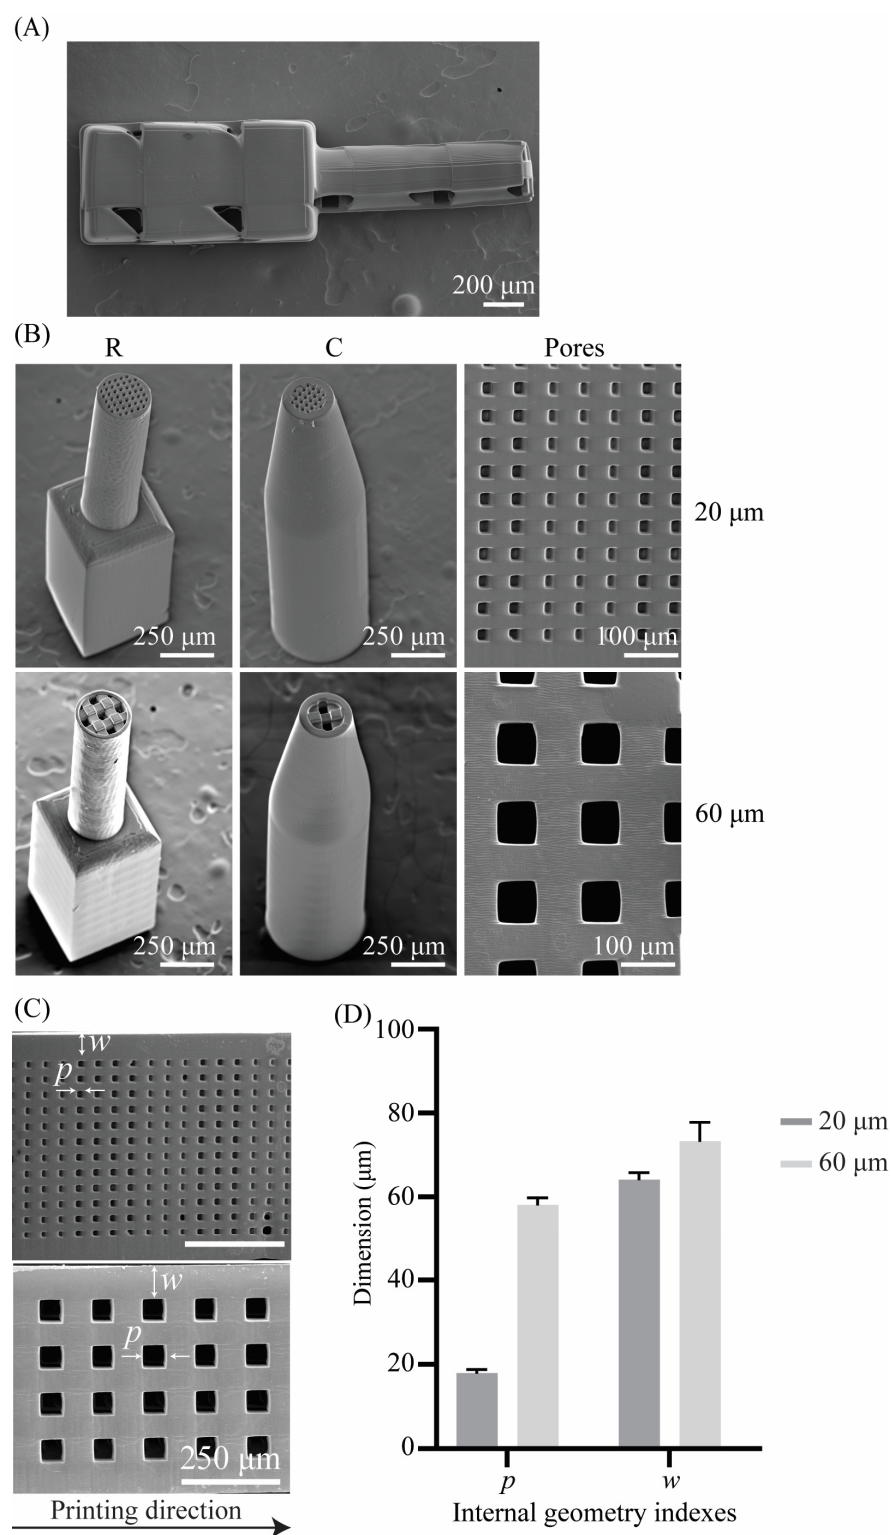 (A)
200 μm
(B)
R C Pores
250 μm 250 μm 100 μm
20 μm
250 μm 250 μm 100 μm
60 μm
(C)
w
p
w
p
250 μm
Printing direction
(D)
100
80
60
40
20
0
Dimension (μm)
p w
Internal geometry indexes
20 μm
60 μm